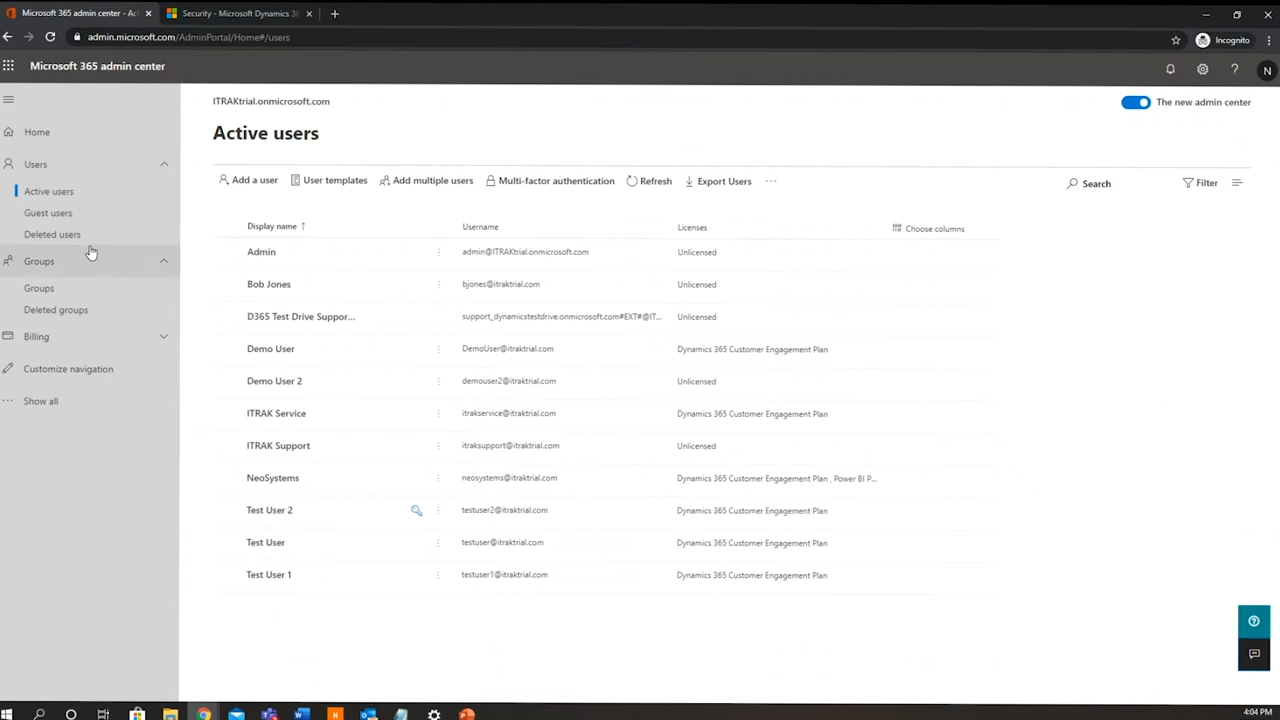 Microsoft 365 admin center - Act
Security - Microsoft Dynamics 36
admin.microsoft.com/AdminPortal/Home#/users
Incognito
Microsoft 365 admin center
N
ITRAKtrial.onmicrosoft.com
The new admin center
Home
Active users
Users
Add a user
User templates
Add multiple users
Multi-factor authentication
Refresh
Export Users
Search
Filter
Active users
Guest users
Deleted users
Groups
Groups
Deleted groups
Billing
Customize navigation
Show all
Display name ↑ Username Licenses Choose columns
Admin admin@ITRAKtrial.onmicrosoft.com Unlicensed
Bob Jones bjones@itraktrial.com Unlicensed
D365 Test Drive Suppor... support_dynamicstestdrive.onmicrosoft.com#EXT#@IT... Unlicensed
Demo User DemoUser@itraktrial.com Dynamics 365 Customer Engagement Plan
Demo User 2 demouser2@itraktrial.com Unlicensed
ITRAK Service itrakservice@itraktrial.com Dynamics 365 Customer Engagement Plan
ITRAK Support itraksupport@itraktrial.com Unlicensed
NeoSystems neosystems@itraktrial.com Dynamics 365 Customer Engagement Plan , Power BI P...
Test User 2 testuser2@itraktrial.com Dynamics 365 Customer Engagement Plan
Test User testuser@itraktrial.com Dynamics 365 Customer Engagement Plan
Test User 1 testuser1@itraktrial.com Dynamics 365 Customer Engagement Plan
4:04 PM